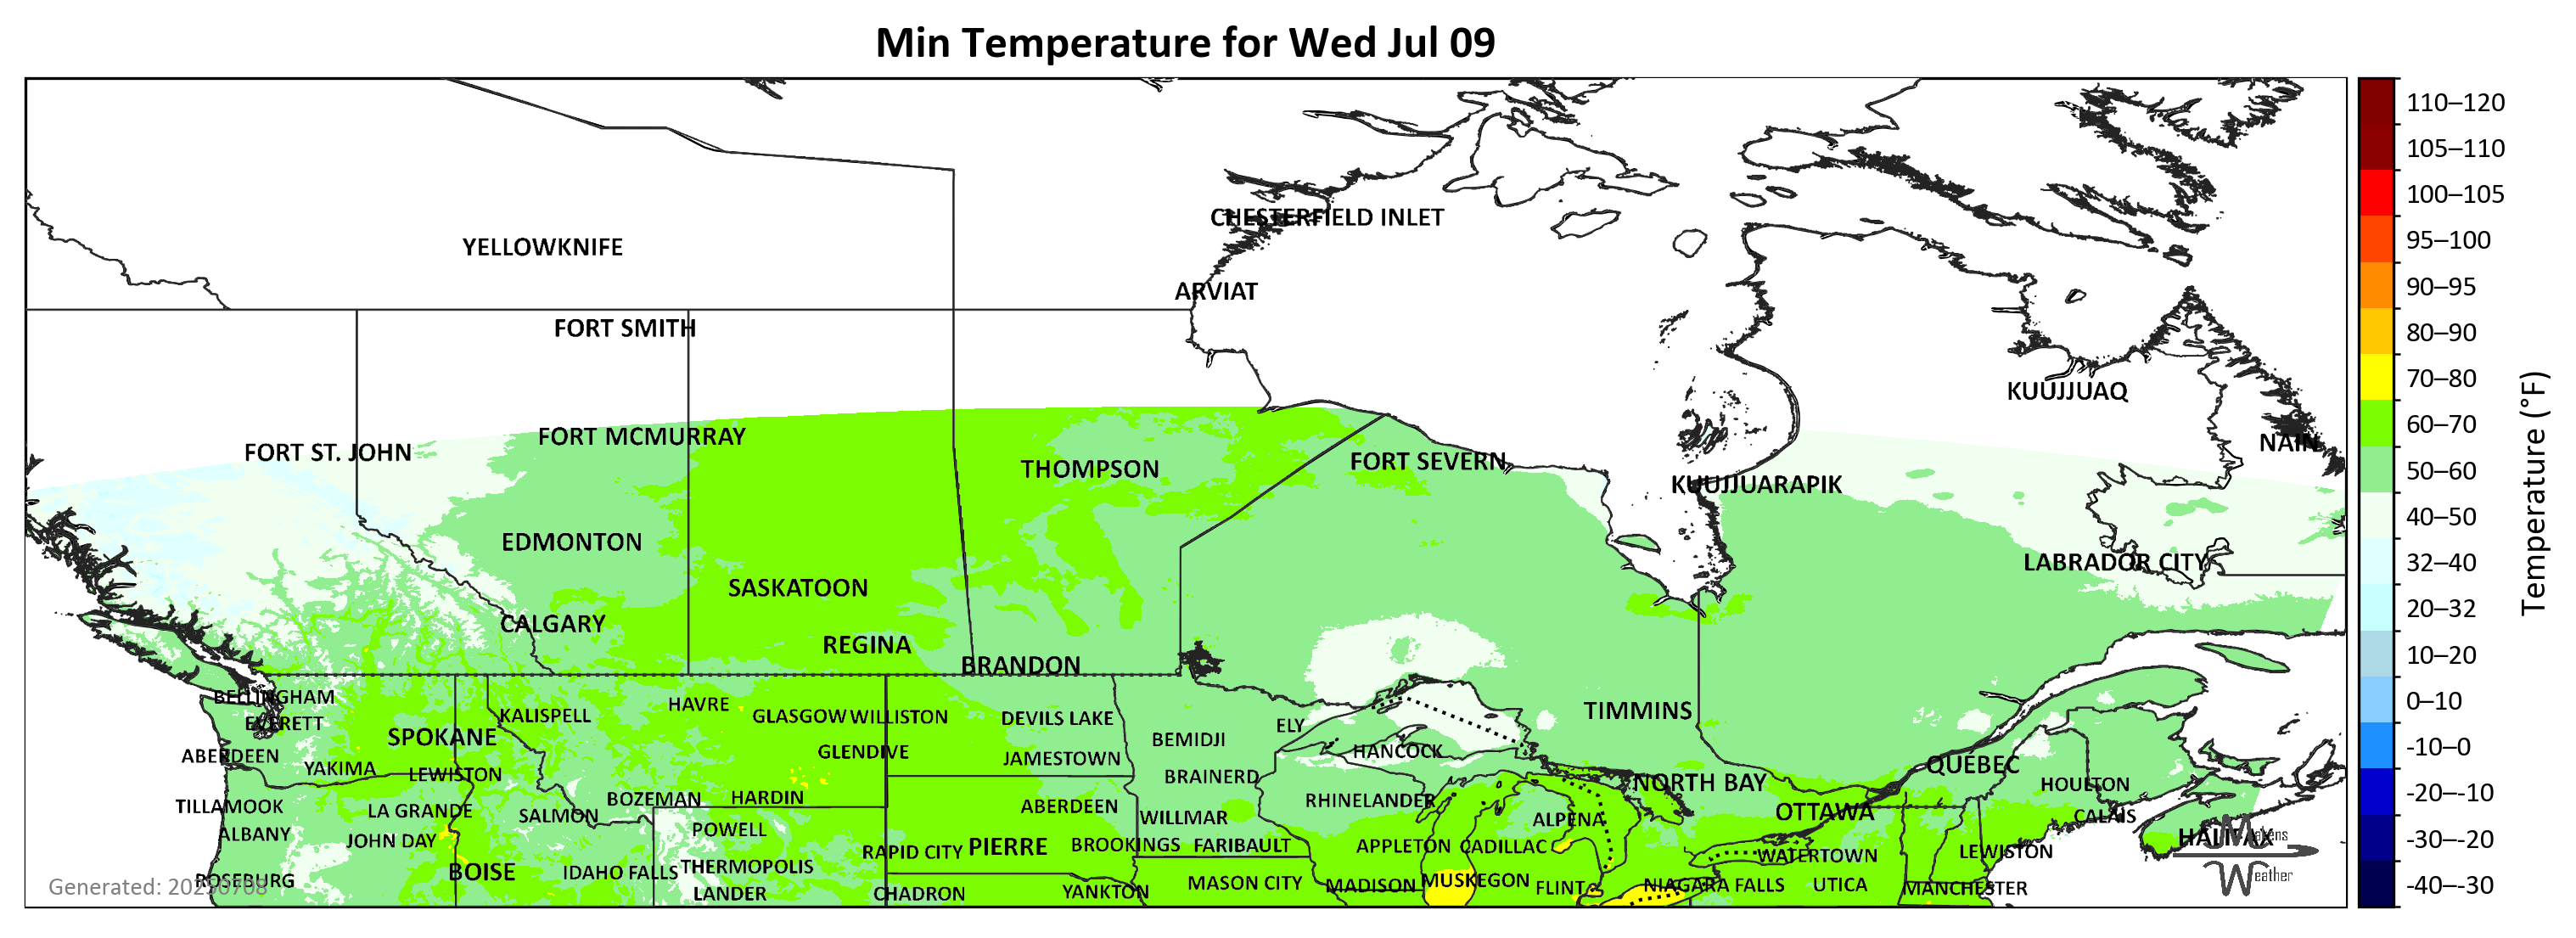 Min Temperature for Wed Jul 09
110–120
105–110
100–105
95–100
90–95
80–90
70–80
60–70
50–60
40–50
32–40
20–32
10–20
0–10
-10–0
-20–-10
-30–-20
-40–-30
Temperature (°F)
CHESTERFIELD INLET
YELLOWKNIFE
ARVIAT
FORT SMITH
KUUJJUAQ
FORT MCMURRAY
NAIN
FORT ST. JOHN
FORT SEVERN
THOMPSON
KUUJJUARAPIK
EDMONTON
LABRADOR CITY
SASKATOON
CALGARY
REGINA
BRANDON
BELLINGHAM
HAVRE
KALISPELL
GLASGOW
WILLISTON
DEVILS LAKE
TIMMINS
EVERETT
ELY
SPOKANE
BEMIDJI
HANCOCK
GLENDIVE
ABERDEEN
JAMESTOWN
QUÉBEC
YAKIMA
LEWISTON
BRAINERD
NORTH BAY
HOULTON
BOZEMAN
HARDIN
RHINELANDER
TILLAMOOK
LA GRANDE
ABERDEEN
SALMON
OTTAWA
CALAIS
WILLMAR
ALPENA
POWELL
ALBANY
HALIFAX
JOHN DAY
BROOKINGS
FARIBAULT
APPLETON
CADILLAC
PIERRE
RAPID CITY
LEWISTON
WATERTOWN
THERMOPOLIS
BOISE
IDAHO FALLS
ROSEBURG
MUSKEGON
MASON CITY
MADISON
FLINT
NIAGARA FALLS
UTICA
MANCHESTER
LANDER
CHADRON
YANKTON
Generated: 20250708
Makens
Weather